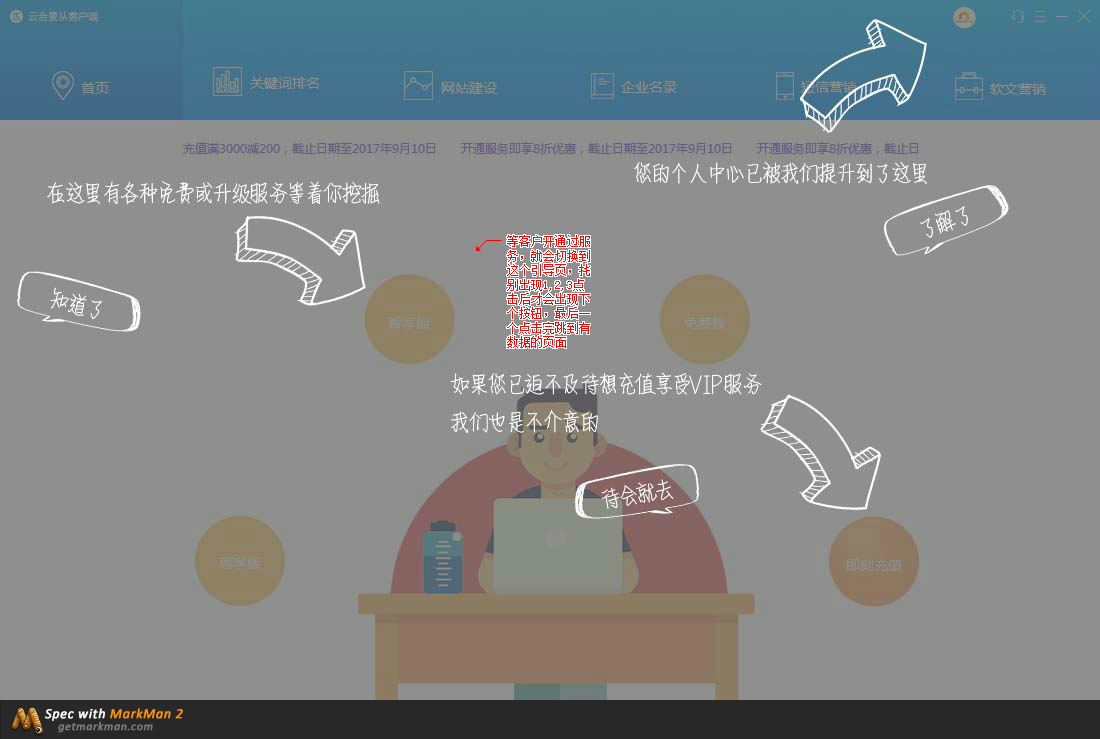 云合景从客户端
首页
关键词排名
网站建设
企业名录
短信营销
软文营销
充值满3000减200，截止日期至2017年9月10日 开通服务即享8折优惠，截止日期至2017年9月10日 开通服务即享8折优惠，截止日
您的个人中心已被我们提升到了这里
在这里有各种免费或升级服务等着你挖掘
了解了
等客户开通过服
务，就会切换到
这个引导页，我
别出现1,2,3点
击后才会出现下
个按钮，最后一
个点击完跳到有
数据的页面
知道了
尊享版
免费版
如果您已迫不及待想充值享受VIP服务
我们也是不介意的
待会就去
尊享版
即刻充值
Spec with MarkMan 2
getmarkman.com